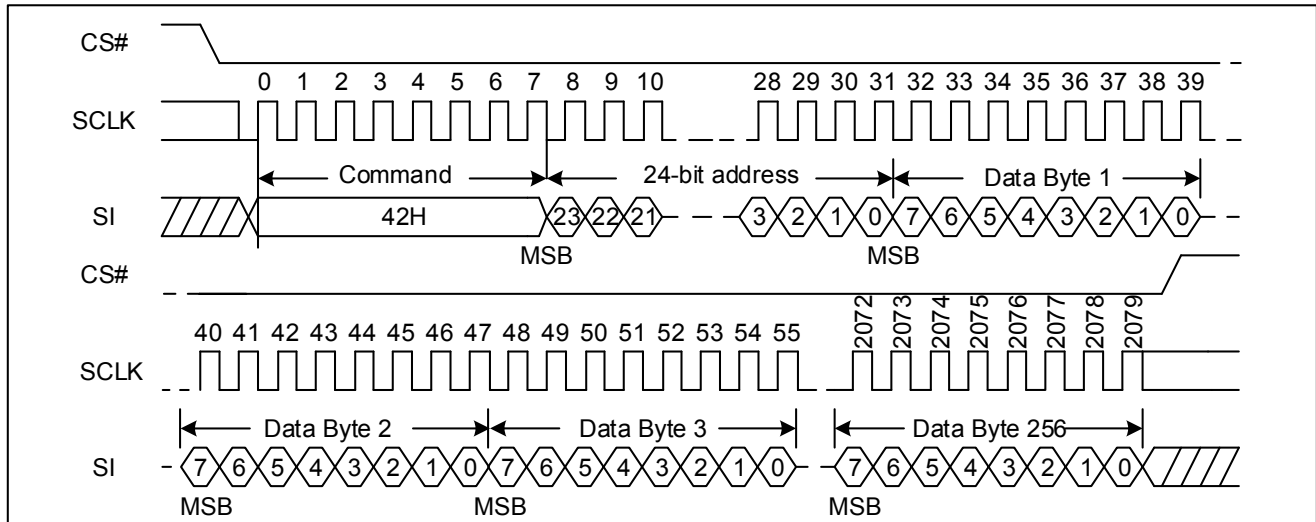 CS#
0 1 2 3 4 5 6 7 8 9 10 28 29 30 31 32 33 34 35 36 37 38 39
SCLK
Command 24-bit address Data Byte 1
SI 42H 23 22 21 3 2 1 0 7 6 5 4 3 2 1 0
MSB MSB
CS#
40 41 42 43 44 45 46 47 48 49 50 51 52 53 54 55 2072 2073 2074 2075 2076 2077 2078 2079
SCLK
Data Byte 2 Data Byte 3 Data Byte 256
SI 7 6 5 4 3 2 1 0 7 6 5 4 3 2 1 0 7 6 5 4 3 2 1 0
MSB MSB MSB